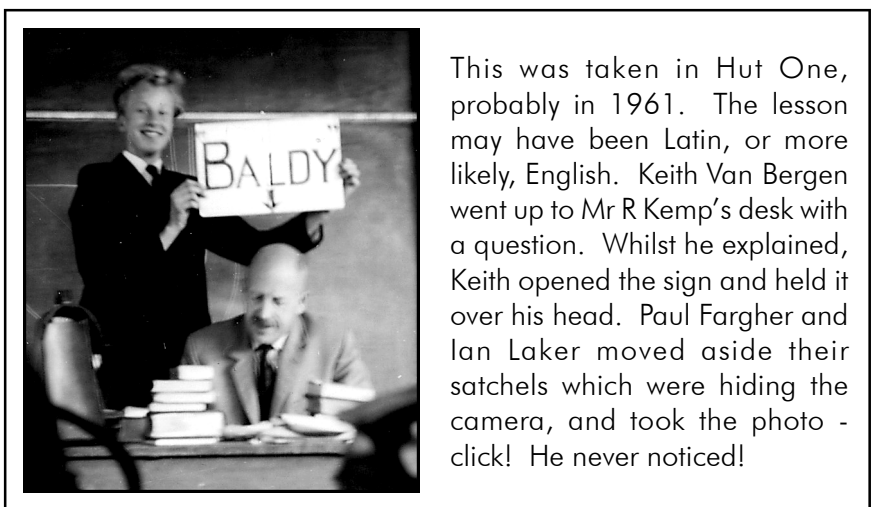 "BALDY"
This was taken in Hut One,
probably in 1961. The lesson
may have been Latin, or more
likely, English. Keith Van Bergen
went up to Mr R Kemp's desk with
a question. Whilst he explained,
Keith opened the sign and held it
over his head. Paul Fargher and
Ian Laker moved aside their
satchels which were hiding the
camera, and took the photo -
click! He never noticed!